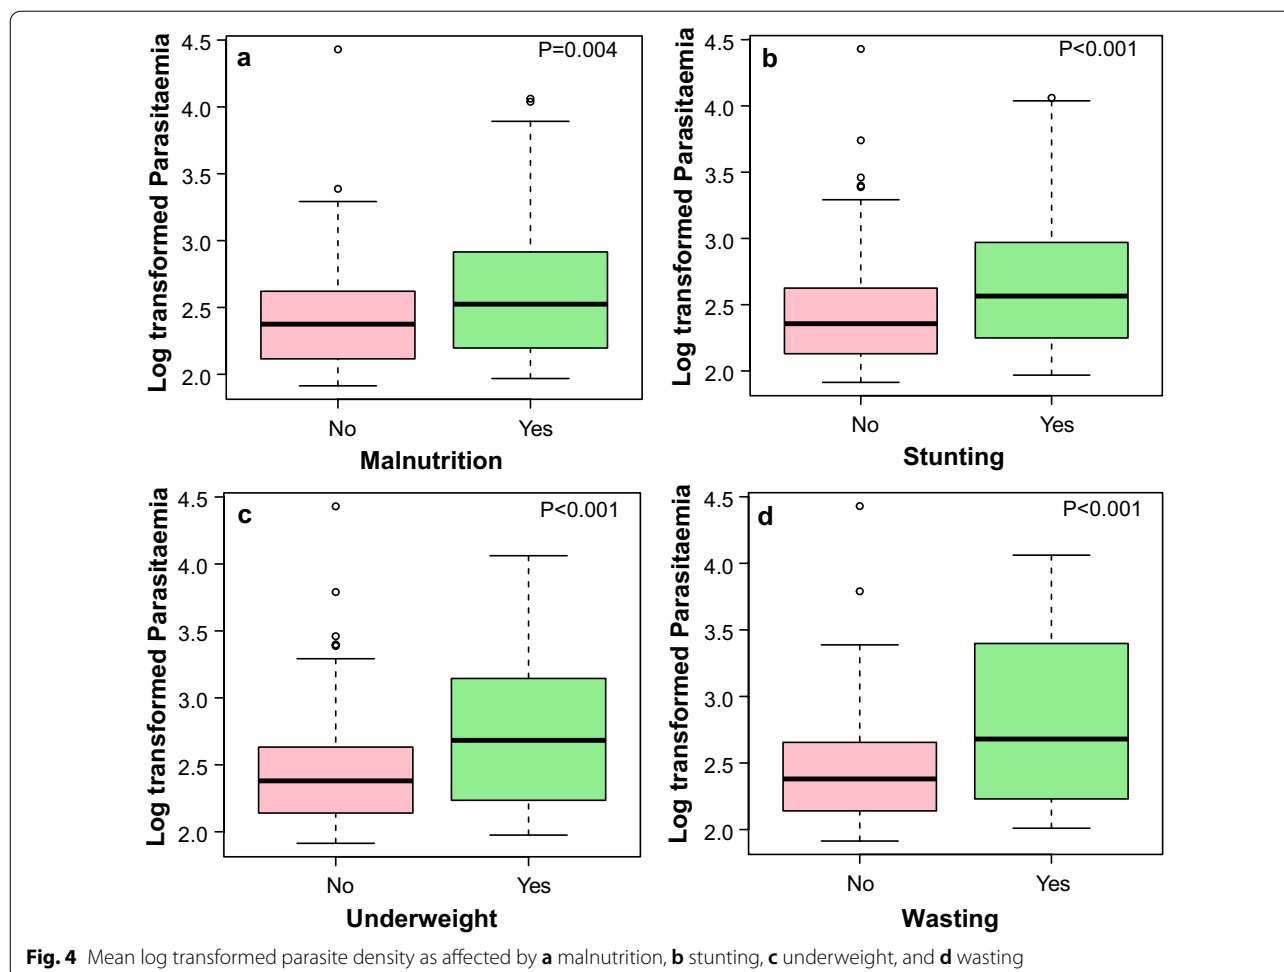 a
P=0.004
Log transformed Parasitaemia
4.5
4.0
3.5
3.0
2.5
2.0
No
Yes
Malnutrition
b
P<0.001
Log transformed Parasitaemia
4.5
4.0
3.5
3.0
2.5
2.0
No
Yes
Stunting
c
P<0.001
Log transformed Parasitaemia
4.5
4.0
3.5
3.0
2.5
2.0
No
Yes
Underweight
d
P<0.001
Log transformed Parasitaemia
4.5
4.0
3.5
3.0
2.5
2.0
No
Yes
Wasting
Fig. 4 Mean log transformed parasite density as affected by a malnutrition, b stunting, c underweight, and d wasting